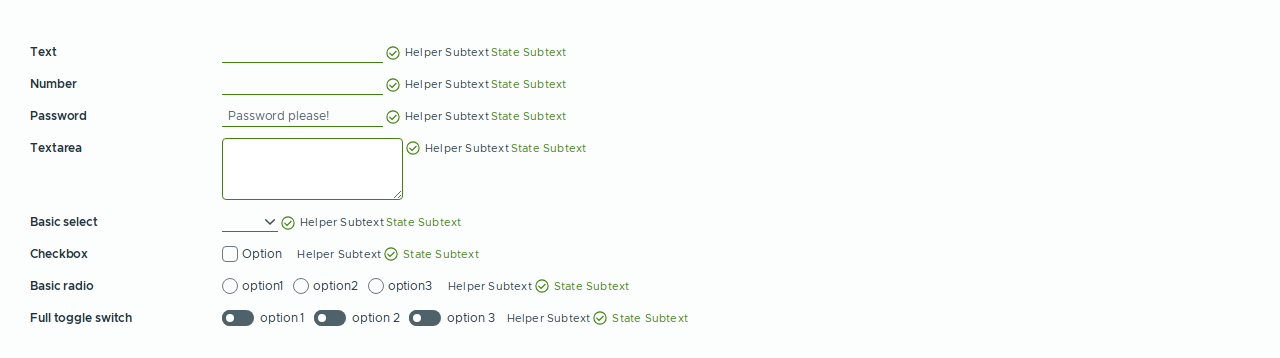 Text Helper Subtext State Subtext
Number Helper Subtext State Subtext
Password Password please! Helper Subtext State Subtext
Textarea Helper Subtext State Subtext
Basic select Helper Subtext State Subtext
Checkbox Option Helper Subtext State Subtext
Basic radio option1 option2 option3 Helper Subtext State Subtext
Full toggle switch option 1 option 2 option 3 Helper Subtext State Subtext